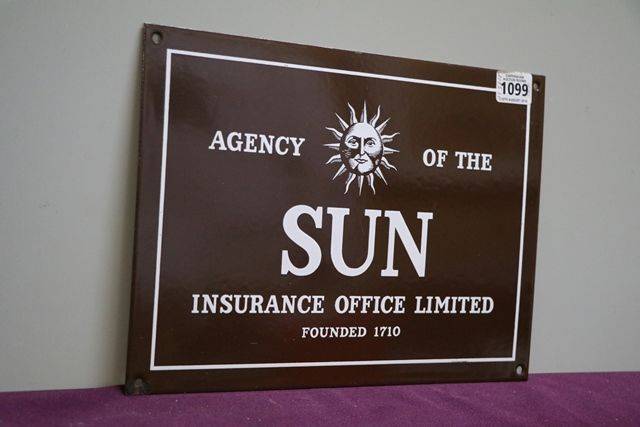 1099
AGENCY OF THE
SUN
INSURANCE OFFICE LIMITED
FOUNDED 1710